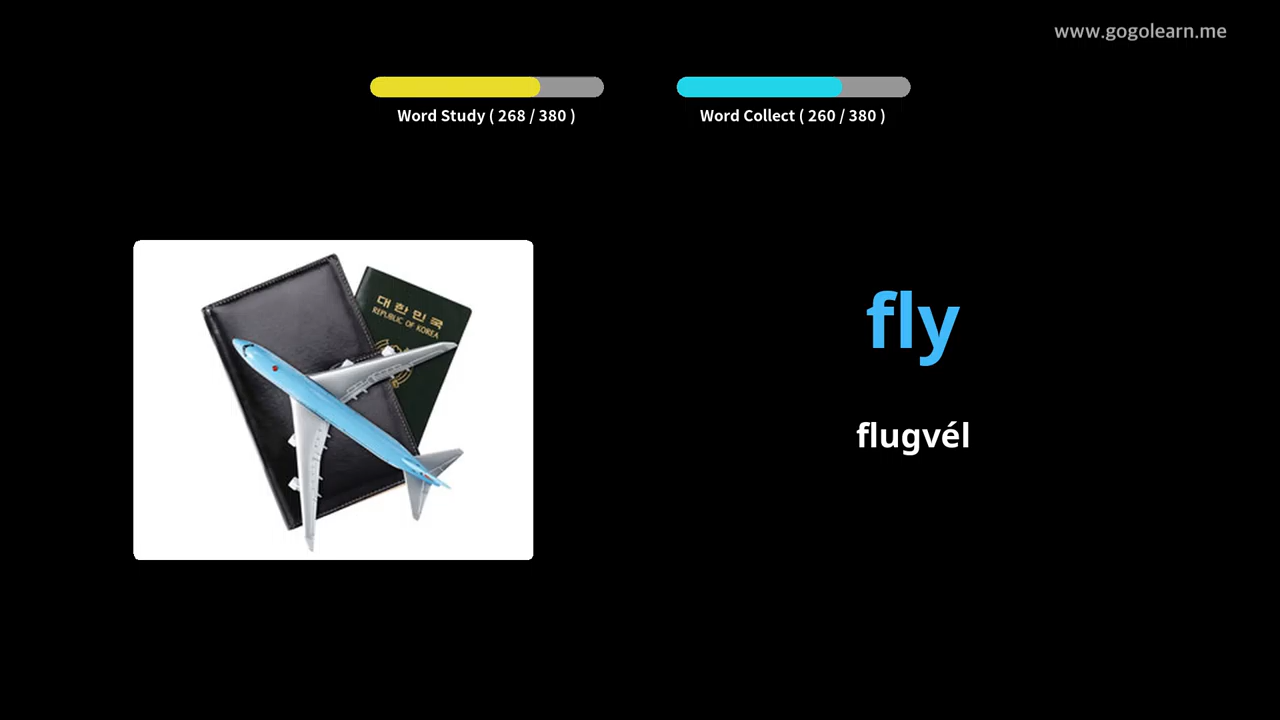 www.gogolearn.me
Word Study ( 268 / 380 )
Word Collect ( 260 / 380 )
대한민국
REPUBLIC OF KOREA
fly
flugvél